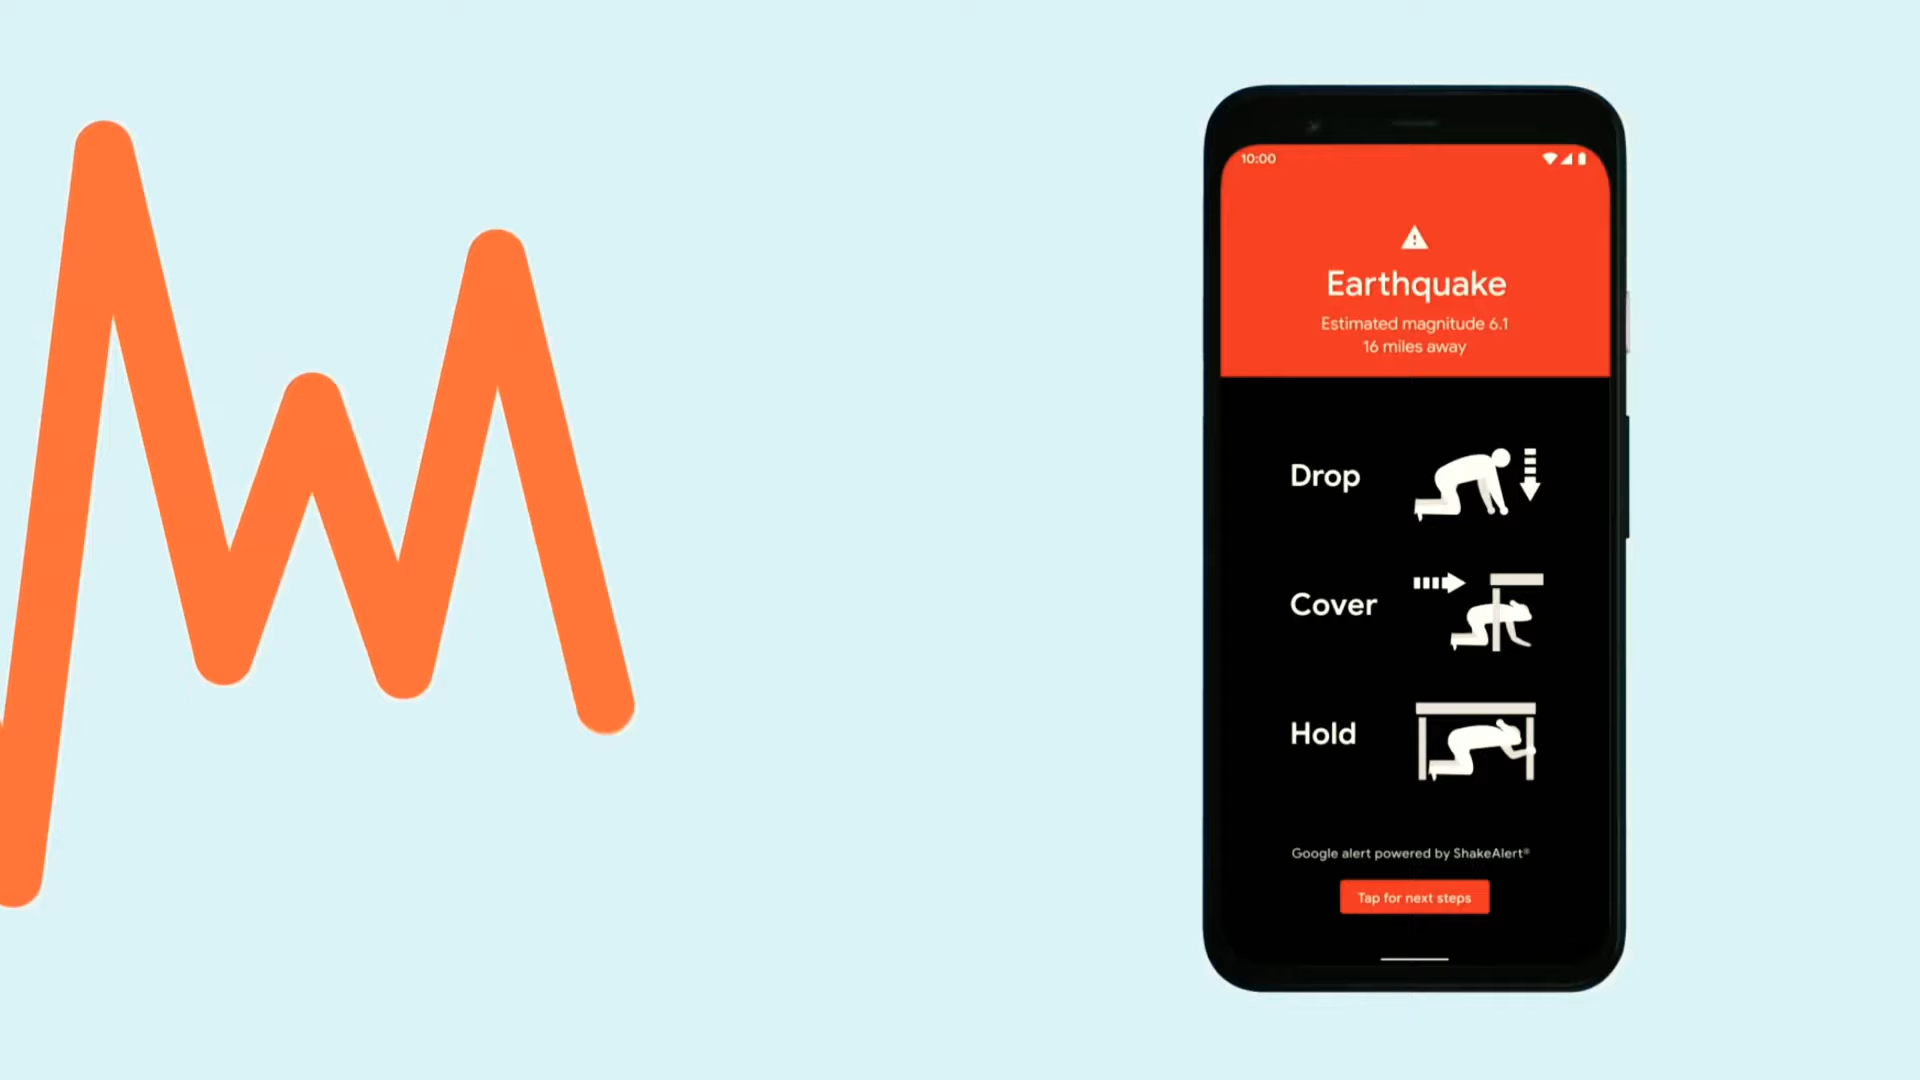 10:00
Earthquake
Estimated magnitude 6.1
16 miles away
Drop
Cover
Hold
Google alert powered by ShakeAlert®
Tap for next steps